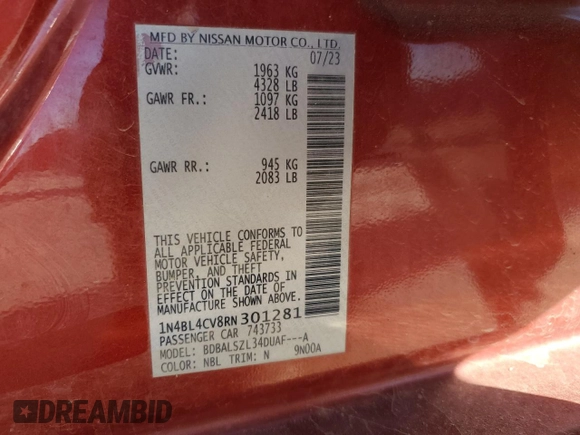 MFD BY NISSAN MOTOR CO., LTD.
DATE: 07/23
GVWR: 1963 KG
4328 LB
GAWR FR.: 1097 KG
2418 LB
GAWR RR.: 945 KG
2083 LB
THIS VEHICLE CONFORMS TO
ALL APPLICABLE FEDERAL
MOTOR VEHICLE SAFETY,
BUMPER, AND THEFT
PREVENTION STANDARDS IN
EFFECT ON THE DATE OF
MANUFACTURE SHOWN ABOVE.
1N4BL4CV8RN301281
PASSENGER CAR 743733
MODEL: BDBALSZL34DUAF---A
COLOR: NBL TRIM: N 9N00A
DREAMBID